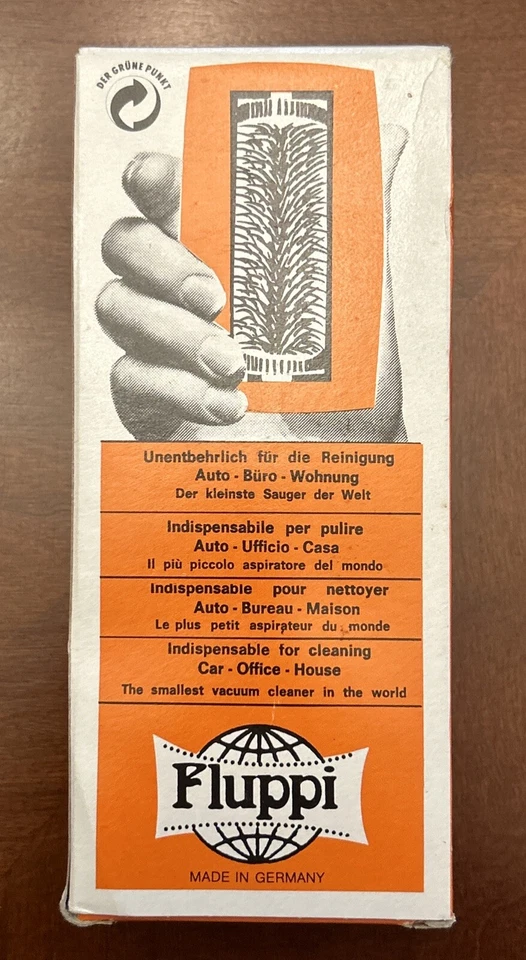 DER GRÜNE PUNKT
Unentbehrlich für die Reinigung
Auto - Büro - Wohnung
Der kleinste Sauger der Welt
Indispensabile per pulire
Auto - Ufficio - Casa
Il più piccolo aspiratore del mondo
Indispensable pour nettoyer
Auto - Bureau - Maison
Le plus petit aspirateur du monde
Indispensable for cleaning
Car - Office - House
The smallest vacuum cleaner in the world
Fluppi
MADE IN GERMANY